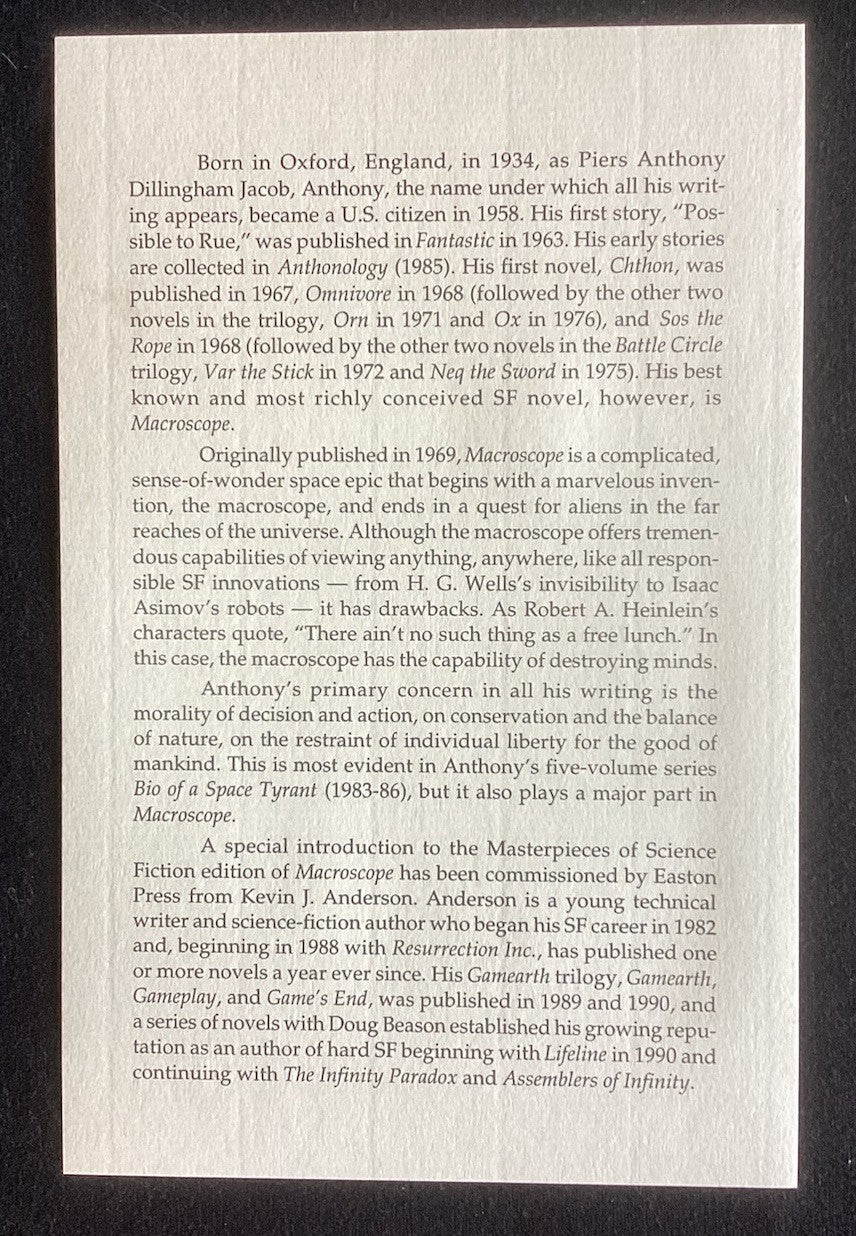 Born in Oxford, England, in 1934, as Piers Anthony
Dillingham Jacob, Anthony, the name under which all his writ-
ing appears, became a U.S. citizen in 1958. His first story, “Pos-
sible to Rue,” was published in Fantastic in 1963. His early stories
are collected in Anthonology (1985). His first novel, Chthon, was
published in 1967, Omnivore in 1968 (followed by the other two
novels in the trilogy, Orn in 1971 and Ox in 1976), and Sos the
Rope in 1968 (followed by the other two novels in the Battle Circle
trilogy, Var the Stick in 1972 and Neq the Sword in 1975). His best
known and most richly conceived SF novel, however, is
Macroscope.
Originally published in 1969, Macroscope is a complicated,
sense-of-wonder space epic that begins with a marvelous inven-
tion, the macroscope, and ends in a quest for aliens in the far
reaches of the universe. Although the macroscope offers tremen-
dous capabilities of viewing anything, anywhere, like all respon-
sible SF innovations — from H. G. Wells’s invisibility to Isaac
Asimov’s robots — it has drawbacks. As Robert A. Heinlein’s
characters quote, “There ain’t no such thing as a free lunch.” In
this case, the macroscope has the capability of destroying minds.
Anthony’s primary concern in all his writing is the
morality of decision and action, on conservation and the balance
of nature, on the restraint of individual liberty for the good of
mankind. This is most evident in Anthony’s five-volume series
Bio of a Space Tyrant (1983-86), but it also plays a major part in
Macroscope.
A special introduction to the Masterpieces of Science
Fiction edition of Macroscope has been commissioned by Easton
Press from Kevin J. Anderson. Anderson is a young technical
writer and science-fiction author who began his SF career in 1982
and, beginning in 1988 with Resurrection Inc., has published one
or more novels a year ever since. His Gamearth trilogy, Gamearth,
Gameplay, and Game’s End, was published in 1989 and 1990, and
a series of novels with Doug Beason established his growing repu-
tation as an author of hard SF beginning with Lifeline in 1990 and
continuing with The Infinity Paradox and Assemblers of Infinity.